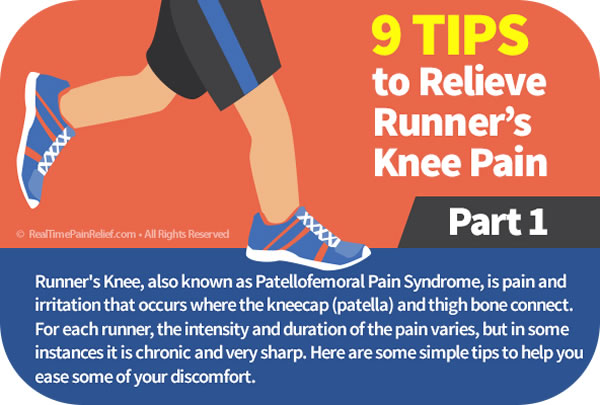 9 TIPS
to Relieve
Runner's
Knee Pain
Part 1
© RealTimePainRelief.com • All Rights Reserved
Runner's Knee, also known as Patellofemoral Pain Syndrome, is pain and
irritation that occurs where the kneecap (patella) and thigh bone connect.
For each runner, the intensity and duration of the pain varies, but in some
instances it is chronic and very sharp. Here are some simple tips to help you
ease some of your discomfort.